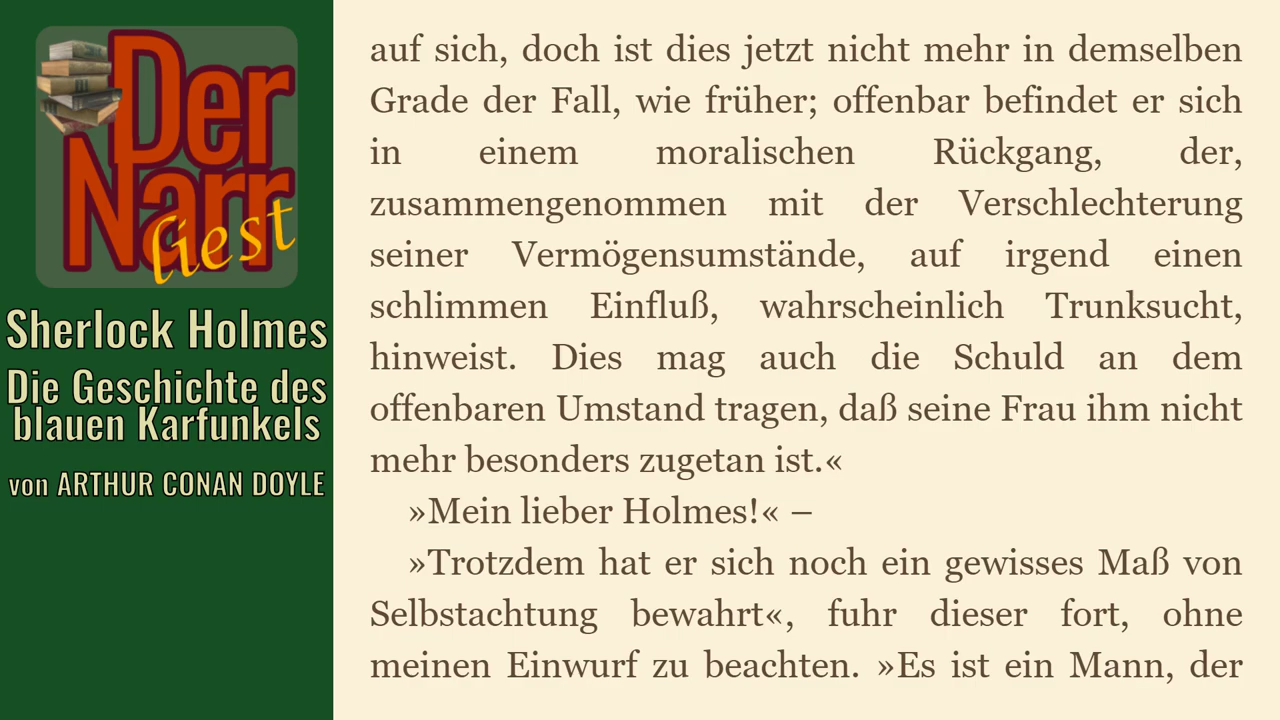 Der
Narr
liest
Sherlock Holmes
Die Geschichte des
blauen Karfunkels
von ARTHUR CONAN DOYLE
auf sich, doch ist dies jetzt nicht mehr in demselben
Grade der Fall, wie früher; offenbar befindet er sich
in einem moralischen Rückgang, der,
zusammengenommen mit der Verschlechterung
seiner Vermögensumstände, auf irgend einen
schlimmen Einfluß, wahrscheinlich Trunksucht,
hinweist. Dies mag auch die Schuld an dem
offenbaren Umstand tragen, daß seine Frau ihm nicht
mehr besonders zugetan ist.«
»Mein lieber Holmes!« –
»Trotzdem hat er sich noch ein gewisses Maß von
Selbstachtung bewahrt«, fuhr dieser fort, ohne
meinen Einwurf zu beachten. »Es ist ein Mann, der